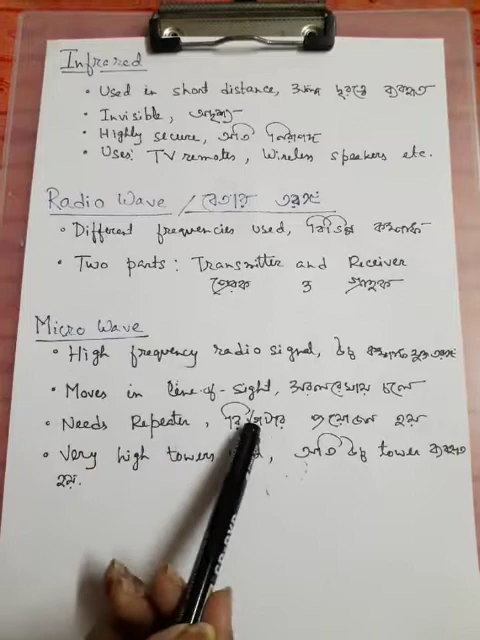 Infrared
• Used in short distance, অল্প দূরত্বে ব্যবহৃত
• Invisible, অদৃশ্য
• Highly secure, অতি নিরাপদ
• Uses: TV remotes, Wireless speakers etc.
Radio Wave / বেতার তরঙ্গ
• Different frequencies used, বিভিন্ন কম্পাঙ্ক
• Two parts: Transmitter and Receiver
প্রেরক ও গ্রাহক
Micro Wave
• High frequency radio signal, উচ্চ কম্পাঙ্ক যুক্ত তরঙ্গ
• Moves in line-of-sight, সরলরেখায় চলে
• Needs Repeater, রিপিটার প্রয়োজন হয়
• Very high towers, অতি উচ্চ tower ব্যবহৃত
হয়.